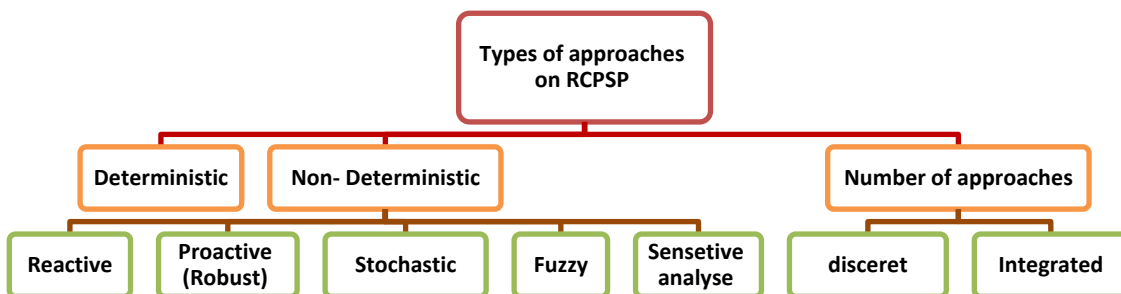 Types of approaches
on RCPSP
Deterministic
Non- Deterministic
Number of approaches
Reactive
Proactive
(Robust)
Stochastic
Fuzzy
Sensetive
analyse
disceret
Integrated